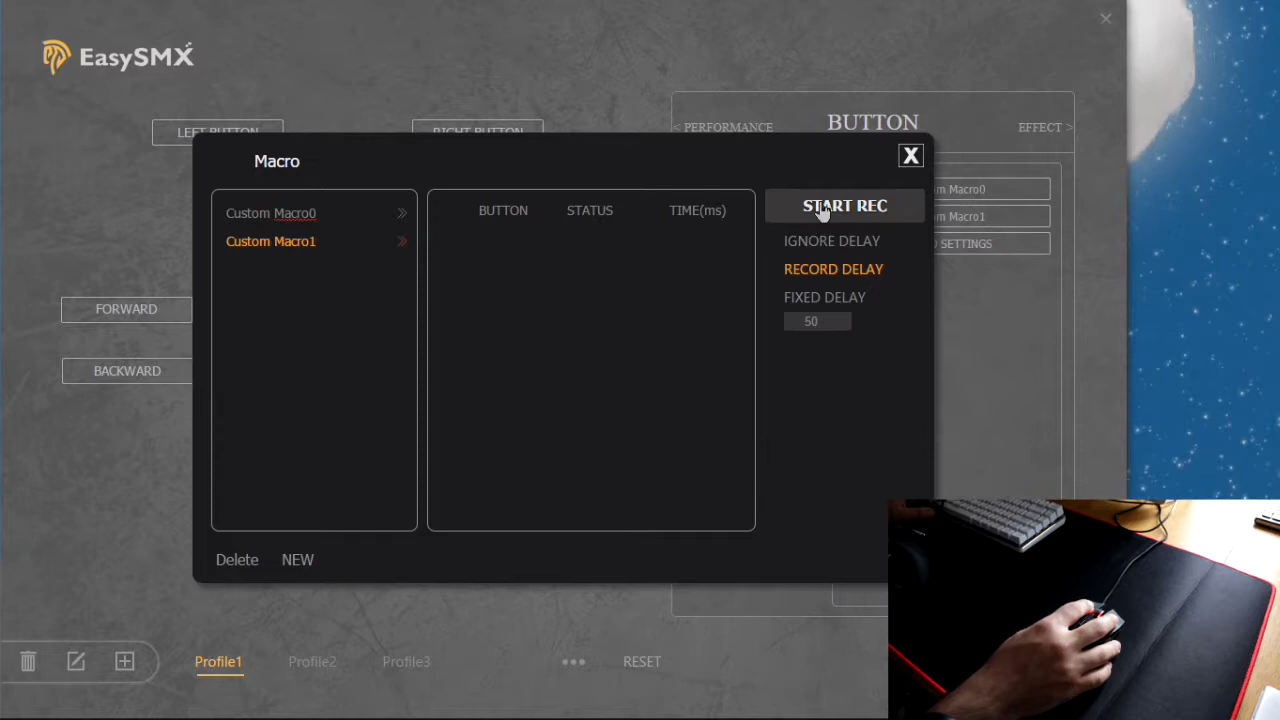 EasySMX
LEFT BUTTON
RIGHT BUTTON
< PERFORMANCE
BUTTON
EFFECT >
Macro
X
Custom Macro0 »
Custom Macro1 »
BUTTON STATUS TIME(ms)
START REC
IGNORE DELAY
RECORD DELAY
FIXED DELAY
50
Macro0
Macro1
SETTINGS
FORWARD
BACKWARD
Delete NEW
Profile1 Profile2 Profile3 ••• RESET